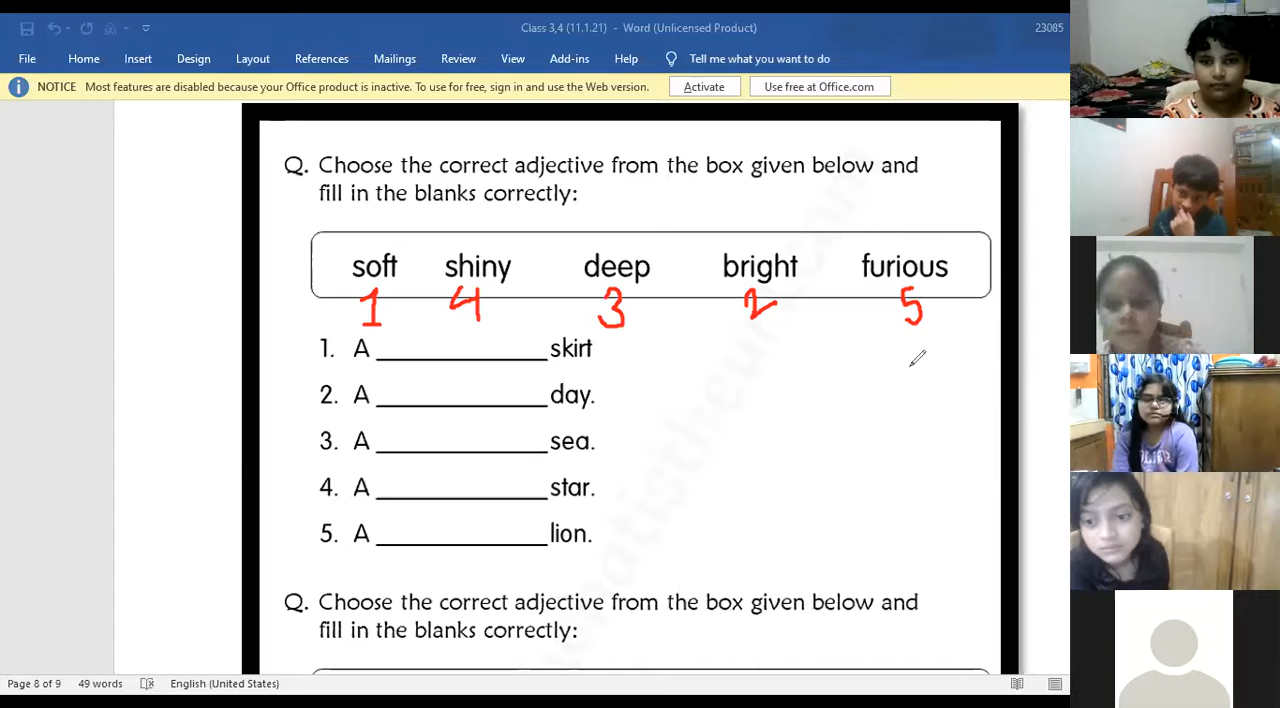 Class 3,4 (11.1.21) - Word (Unlicensed Product) 23085
File Home Insert Design Layout References Mailings Review View Add-ins Help Tell me what you want to do
NOTICE Most features are disabled because your Office product is inactive. To use for free, sign in and use the Web version. Activate Use free at Office.com
Q. Choose the correct adjective from the box given below and
fill in the blanks correctly:
soft shiny deep bright furious
1 4 3 2 5
1. A ____________ skirt
2. A ____________ day.
3. A ____________ sea.
4. A ____________ star.
5. A ____________ lion.
Q. Choose the correct adjective from the box given below and
fill in the blanks correctly:
Page 8 of 9 49 words English (United States)